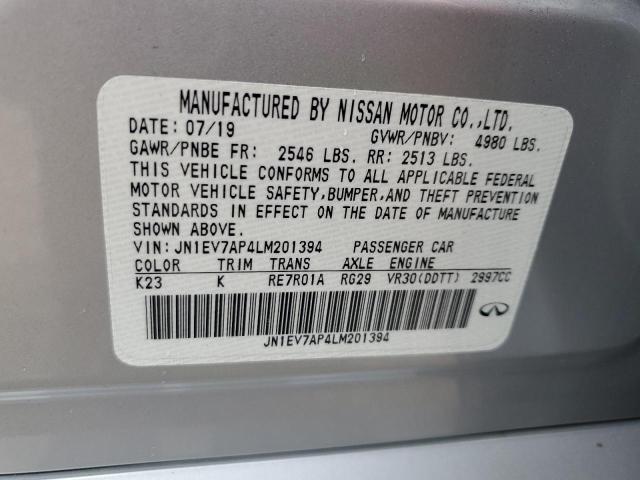 MANUFACTURED BY NISSAN MOTOR CO.,LTD.
DATE: 07/19 GVWR/PNBV: 4980 LBS.
GAWR/PNBE FR: 2546 LBS. RR: 2513 LBS.
THIS VEHICLE CONFORMS TO ALL APPLICABLE FEDERAL
MOTOR VEHICLE SAFETY,BUMPER,AND THEFT PREVENTION
STANDARDS IN EFFECT ON THE DATE OF MANUFACTURE
SHOWN ABOVE.
VIN:JN1EV7AP4LM201394 PASSENGER CAR
COLOR TRIM TRANS AXLE ENGINE
K23 K RE7R01A RG29 VR30(DDTT) 2997CC
JN1EV7AP4LM201394